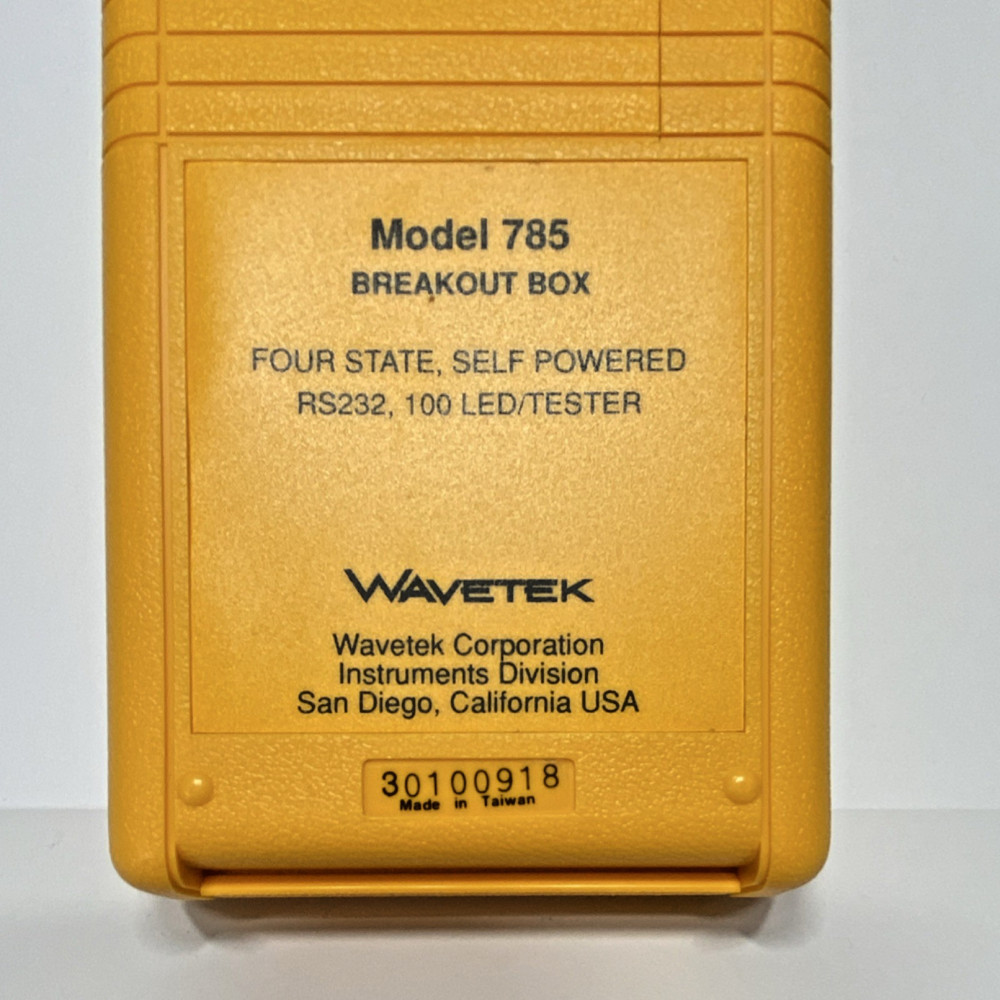 Model 785
BREAKOUT BOX
FOUR STATE, SELF POWERED
RS232, 100 LED/TESTER
WAVETEK
Wavetek Corporation
Instruments Division
San Diego, California USA
30100918
Made in Taiwan